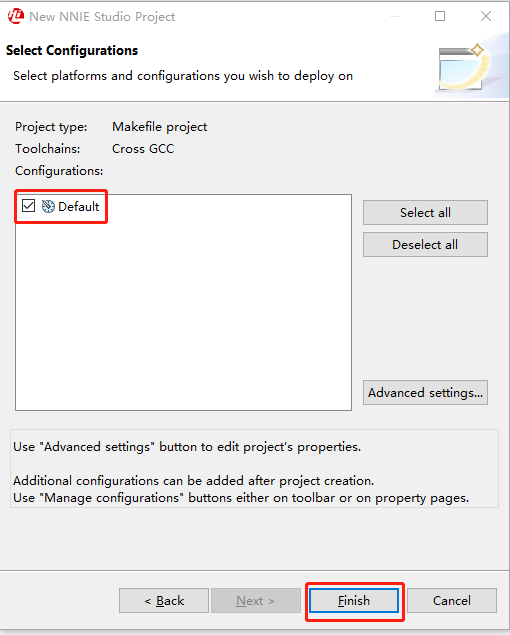 New NNIE Studio Project
Select Configurations
Select platforms and configurations you wish to deploy on
Project type: Makefile project
Toolchains: Cross GCC
Configurations:
Default
Select all
Deselect all
Advanced settings...
Use "Advanced settings" button to edit project's properties.
Additional configurations can be added after project creation.
Use "Manage configurations" buttons either on toolbar or on property pages.
< Back Next > Finish Cancel